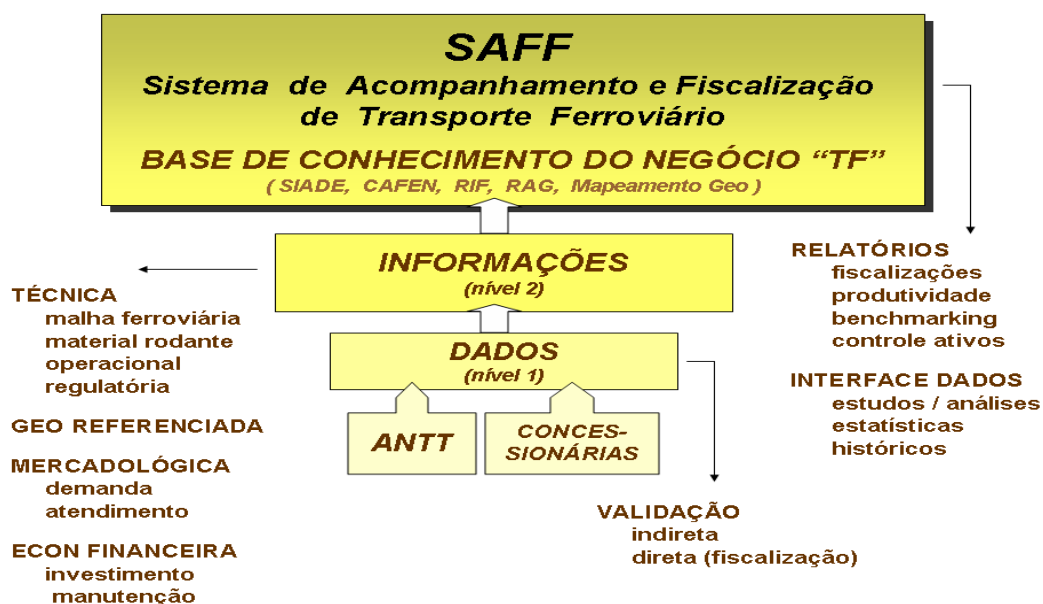 SAFF
Sistema de Acompanhamento e Fiscalização
de Transporte Ferroviário
BASE DE CONHECIMENTO DO NEGÓCIO “TF”
( SIADE, CAFEN, RIF, RAG, Mapeamento Geo )
INFORMAÇÕES
(nível 2)
DADOS
(nível 1)
ANTT
CONCES-
SIONÁRIAS
TÉCNICA
malha ferroviária
material rodante
operacional
regulatória
GEO REFERENCIADA
MERCADOLÓGICA
demanda
atendimento
ECON FINANCEIRA
investimento
manutenção
VALIDAÇÃO
indireta
direta (fiscalização)
RELATÓRIOS
fiscalizações
produtividade
benchmarking
controle ativos
INTERFACE DADOS
estudos / análises
estatísticas
históricos